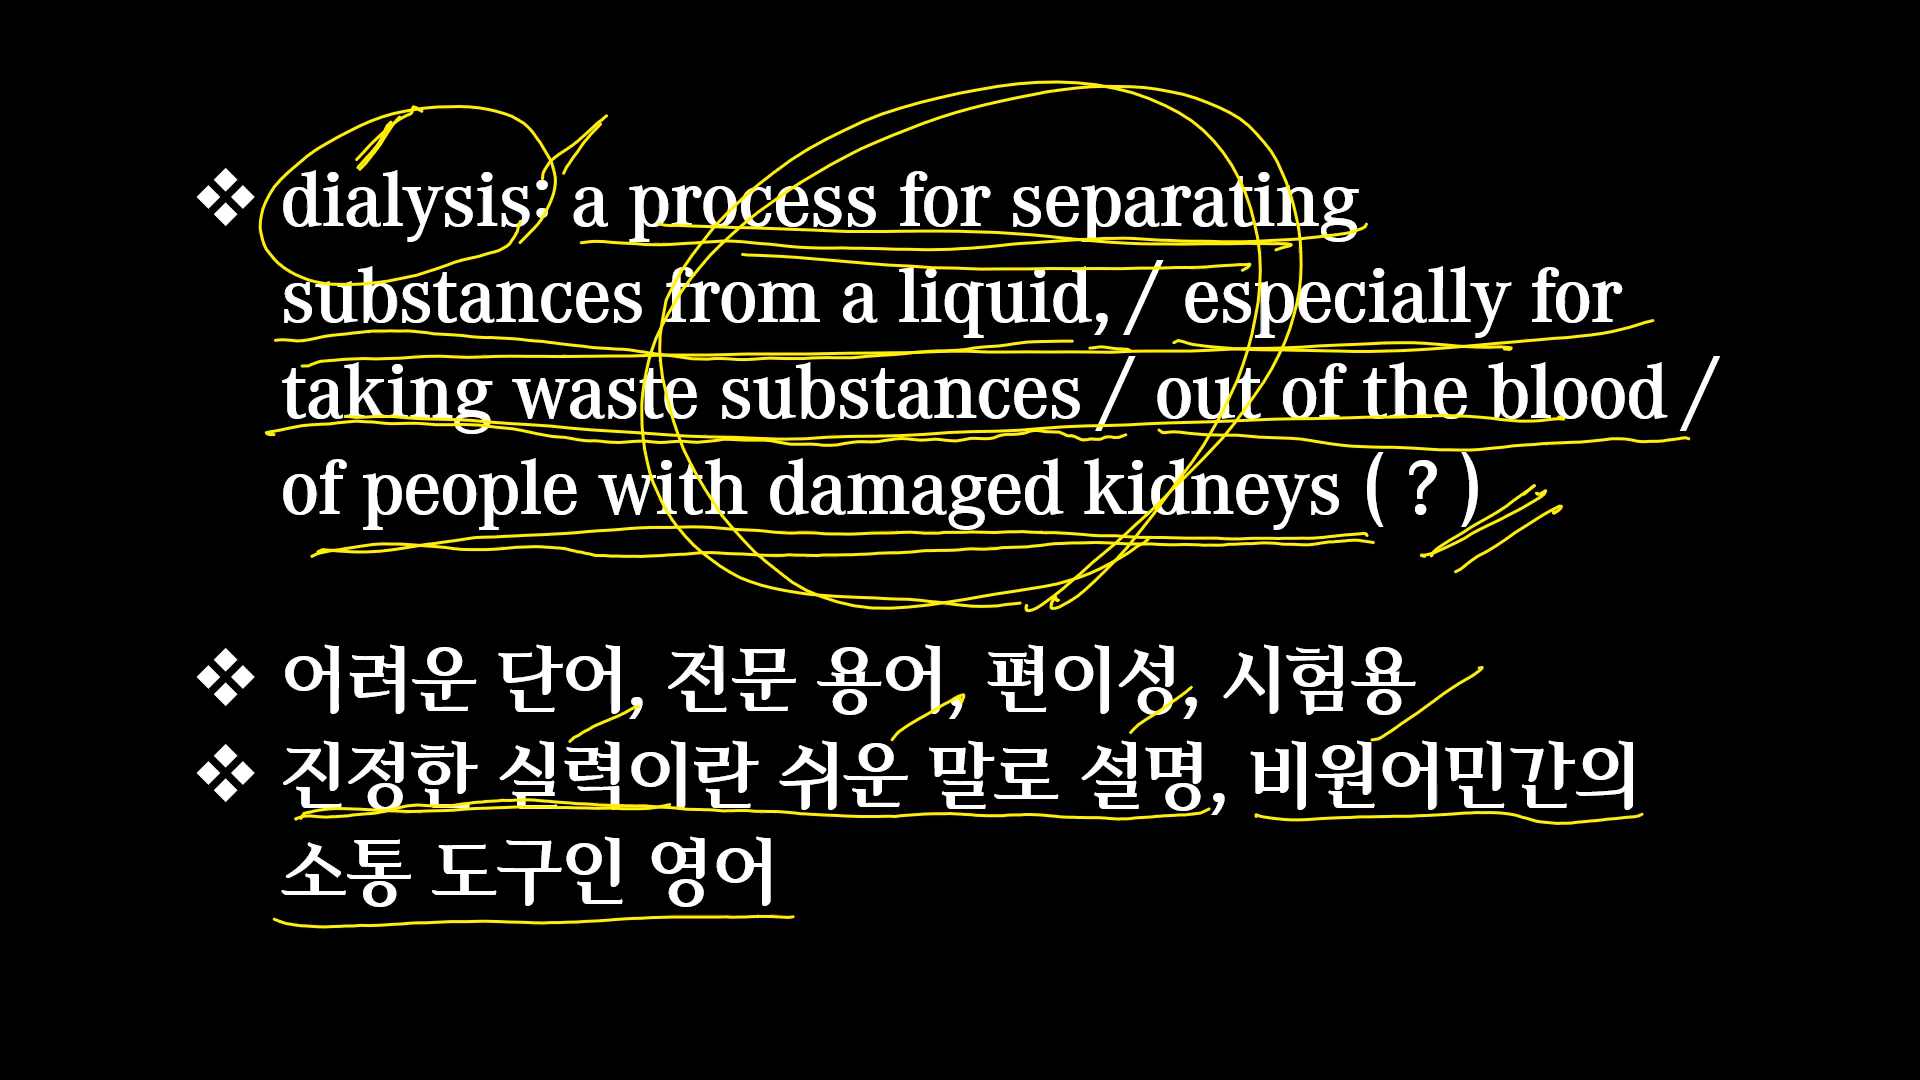 ❖ dialysis: a process for separating
substances from a liquid, / especially for
taking waste substances / out of the blood /
of people with damaged kidneys ( ? )
❖ 어려운 단어, 전문 용어, 편이성, 시험용
❖ 진정한 실력이란 쉬운 말로 설명, 비원어민간의
소통 도구인 영어